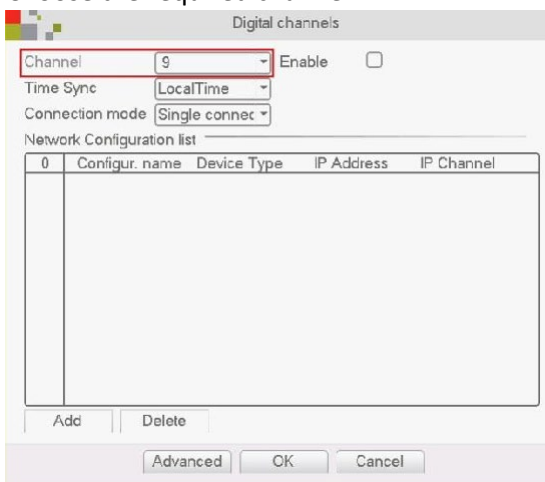 Digital channels
Channel 9 Enable
Time Sync LocalTime
Connection mode Single connec
Network Configuration list
0 Configur. name Device Type IP Address IP Channel
Add Delete
Advanced OK Cancel